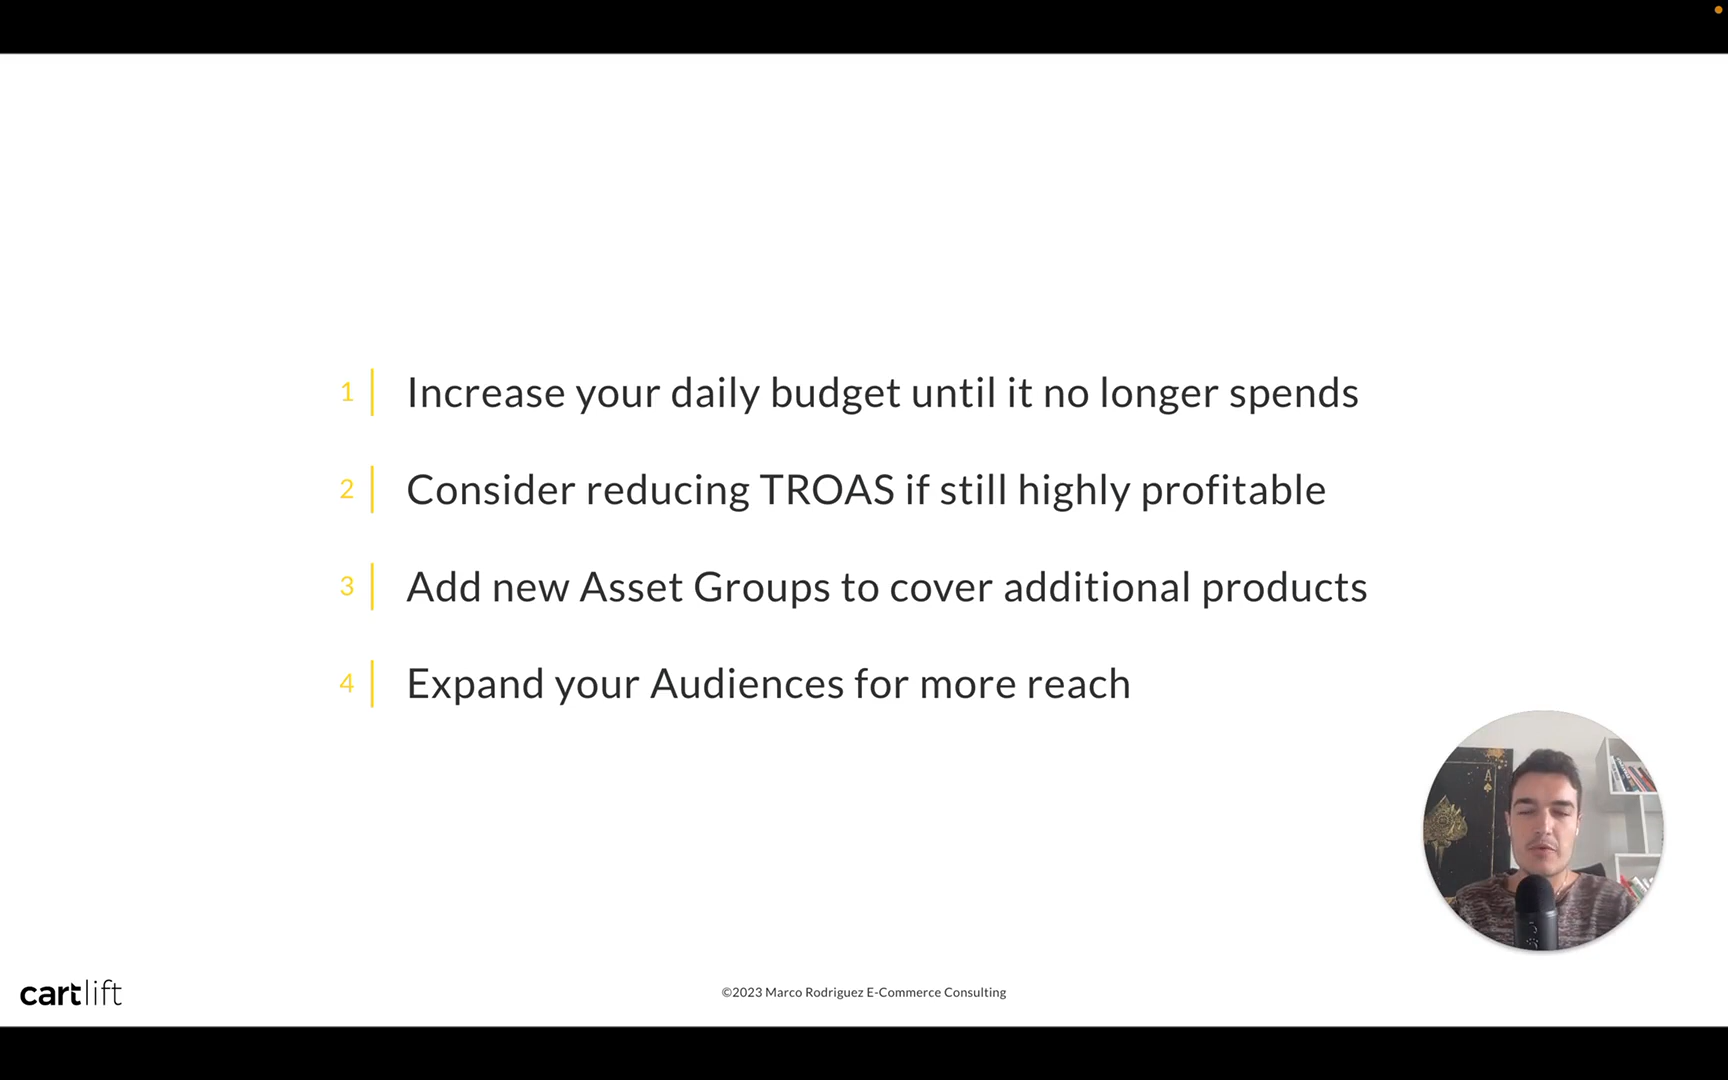 1 Increase your daily budget until it no longer spends
2 Consider reducing TROAS if still highly profitable
3 Add new Asset Groups to cover additional products
4 Expand your Audiences for more reach
A
cartlift
©2023 Marco Rodriguez E-Commerce Consulting